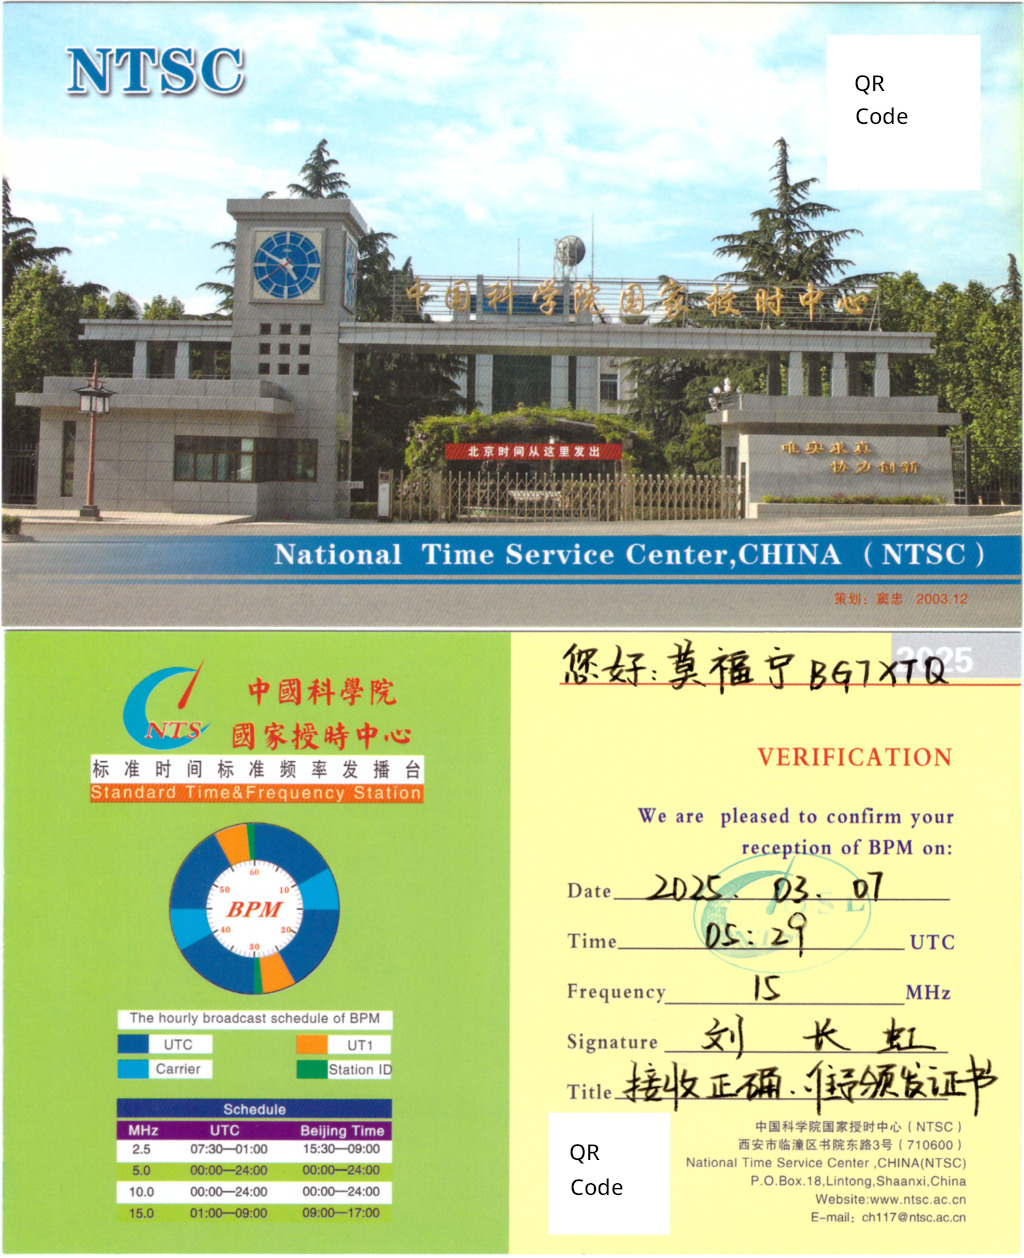 NTSC
QR
Code
中国科学院国家授时中心
北京时间从这里发出
唯实求真
协力创新
National Time Service Center,CHINA （NTSC）
策划：窦忠 2003.12
NTS
中國科學院
國家授時中心
标准时间标准频率发播台
Standard Time&Frequency Station
60
50
10
BPM
40
20
30
The hourly broadcast schedule of BPM
UTC
UT1
Carrier
Station ID
Schedule
MHz UTC Beijing Time
2.5 07:30—01:00 15:30—09:00
5.0 00:00—24:00 00:00—24:00
10.0 00:00—24:00 00:00—24:00
15.0 01:00—09:00 09:00—17:00
2025
您好：莫福宁 BG7XTQ
VERIFICATION
We are pleased to confirm your
reception of BPM on:
Date 2025. 03. 07
Time 05:29 UTC
Frequency 15 MHz
Signature 刘长虹
Title 接收正确.准予颁发证书
QR
Code
中国科学院国家授时中心（NTSC）
西安市临潼区书院东路3号（710600）
National Time Service Center ,CHINA(NTSC)
P.O.Box.18,Lintong,Shaanxi,China
Website:www.ntsc.ac.cn
E-mail：ch117@ntsc.ac.cn